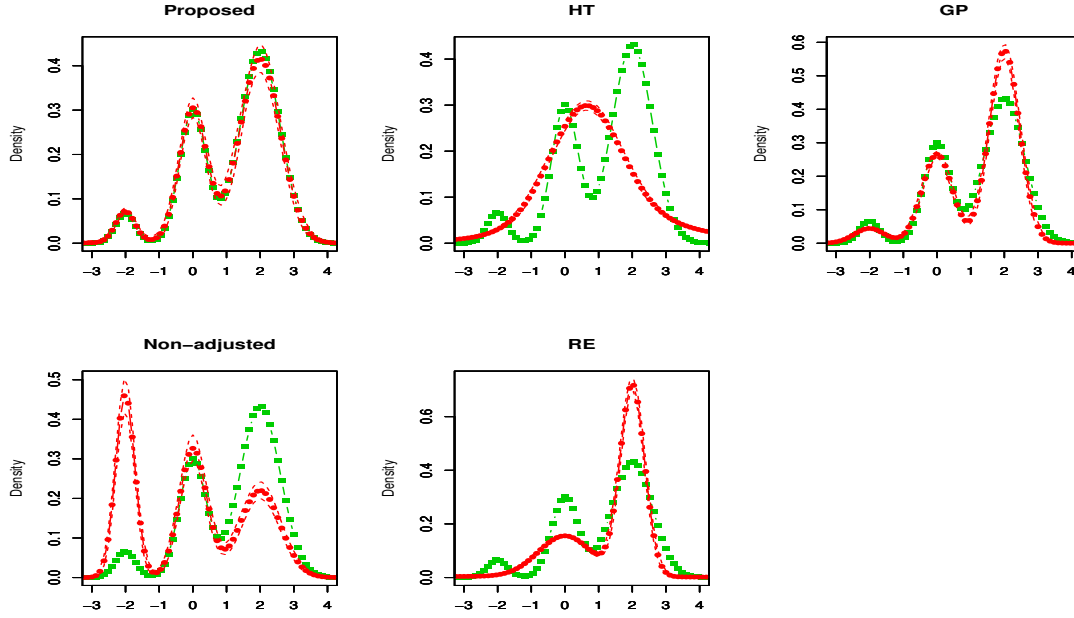 Proposed
Density
0.0 0.1 0.2 0.3 0.4
−3 −2 −1 0 1 2 3 4
HT
Density
0.0 0.1 0.2 0.3 0.4
−3 −2 −1 0 1 2 3 4
GP
Density
0.0 0.1 0.2 0.3 0.4 0.5 0.6
−3 −2 −1 0 1 2 3 4
Non−adjusted
Density
0.0 0.1 0.2 0.3 0.4 0.5
−3 −2 −1 0 1 2 3 4
RE
Density
0.0 0.2 0.4 0.6
−3 −2 −1 0 1 2 3 4